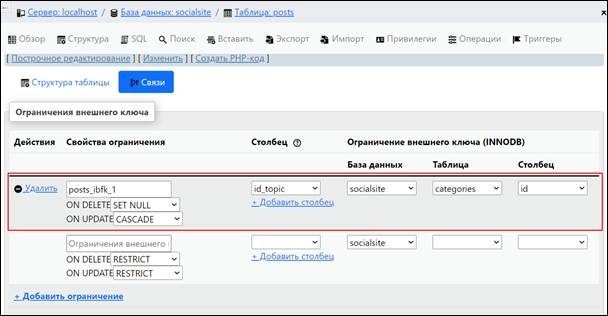 Сервер: localhost / База данных: socialsite / Таблица: posts
Обзор Структура SQL Поиск Вставить Экспорт Импорт Привилегии Операции Триггеры
[ Построчное редактирование ] [ Изменить ] [ Создать PHP-код ]
Структура таблицы Связи
Ограничения внешнего ключа
Действия Свойства ограничения Столбец Ограничение внешнего ключа (INNODB)
База данных Таблица Столбец
Удалить posts_ibfk_1 id_topic socialsite categories id
ON DELETE SET NULL + Добавить столбец
ON UPDATE CASCADE
Ограничения внешнего socialsite
ON DELETE RESTRICT + Добавить столбец
ON UPDATE RESTRICT
+ Добавить ограничение